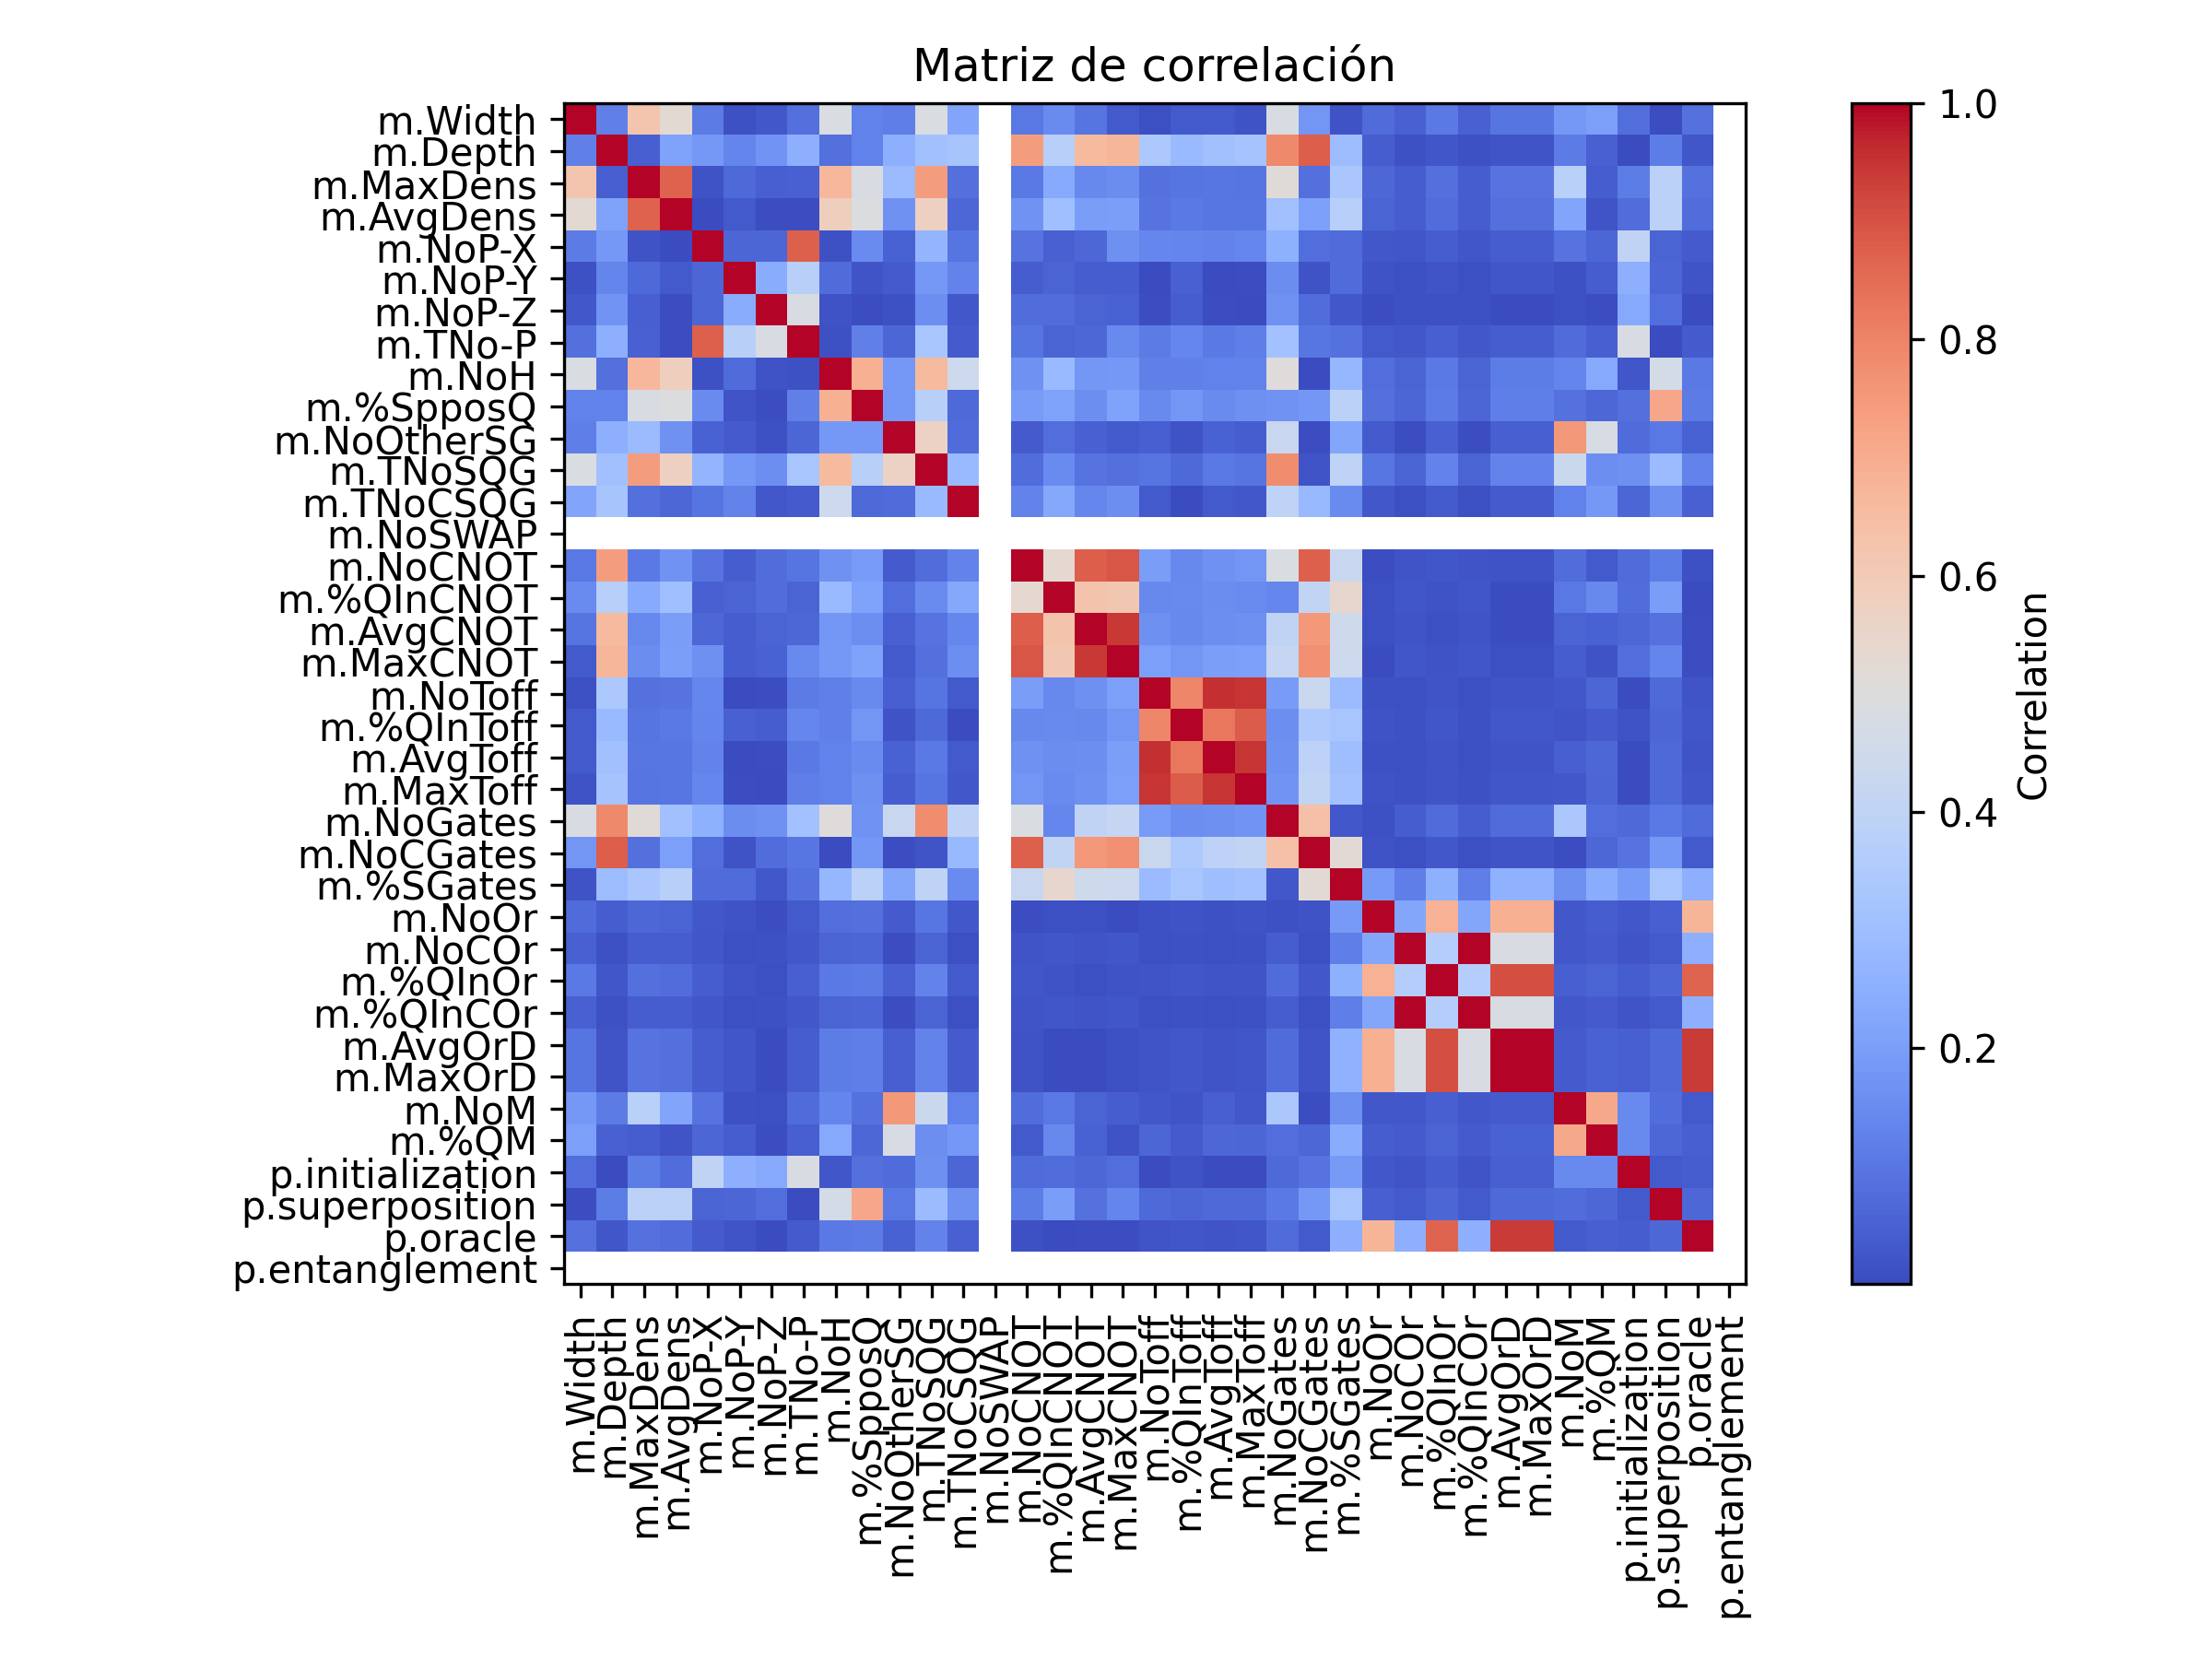 Matriz de correlación
m.Width
m.Depth
m.MaxDens
m.AvgDens
m.NoP-X
m.NoP-Y
m.NoP-Z
m.TNo-P
m.NoH
m.%SpposQ
m.NoOtherSG
m.TNoSQG
m.TNoCSQG
m.NoSWAP
m.NoCNOT
m.%QInCNOT
m.AvgCNOT
m.MaxCNOT
m.NoToff
m.%QInToff
m.AvgToff
m.MaxToff
m.NoGates
m.NoCGates
m.%SGates
m.NoOr
m.NoCOr
m.%QInOr
m.%QInCOr
m.AvgOrD
m.MaxOrD
m.NoM
m.%QM
p.initialization
p.superposition
p.oracle
p.entanglement
m.Width
m.Depth
m.MaxDens
m.AvgDens
m.NoP-X
m.NoP-Y
m.NoP-Z
m.TNo-P
m.NoH
m.%SpposQ
m.NoOtherSG
m.TNoSQG
m.TNoCSQG
m.NoSWAP
m.NoCNOT
m.%QInCNOT
m.AvgCNOT
m.MaxCNOT
m.NoToff
m.%QInToff
m.AvgToff
m.MaxToff
m.NoGates
m.NoCGates
m.%SGates
m.NoOr
m.NoCOr
m.%QInOr
m.%QInCOr
m.AvgOrD
m.MaxOrD
m.NoM
m.%QM
p.initialization
p.superposition
p.oracle
p.entanglement
1.0
0.8
0.6
0.4
0.2
Correlation